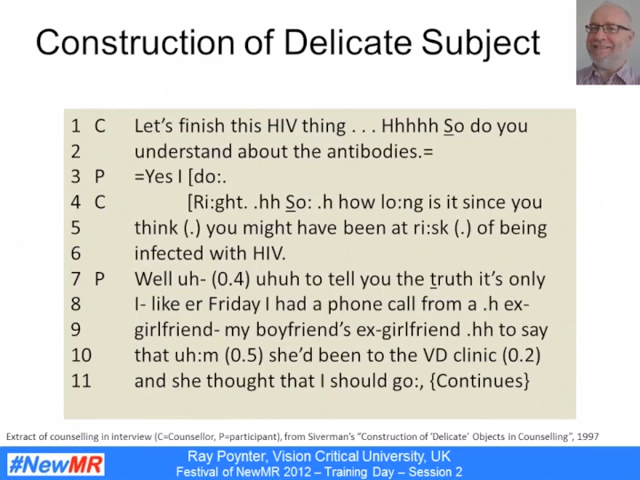 Construction of Delicate Subject
1 C Let's finish this HIV thing . . . Hhhhh So do you
2 understand about the antibodies.=
3 P =Yes I [do:.
4 C [Ri:ght. .hh So: .h how lo:ng is it since you
5 think (.) you might have been at ri:sk (.) of being
6 infected with HIV.
7 P Well uh- (0.4) uhuh to tell you the truth it's only
8 I- like er Friday I had a phone call from a .h ex-
9 girlfriend- my boyfriend's ex-girlfriend .hh to say
10 that uh:m (0.5) she'd been to the VD clinic (0.2)
11 and she thought that I should go:, {Continues}
Extract of counselling in interview (C=Counsellor, P=participant), from Siverman's "Construction of 'Delicate' Objects in Counselling", 1997
#NewMR
Ray Poynter, Vision Critical University, UK
Festival of NewMR 2012 – Training Day – Session 2